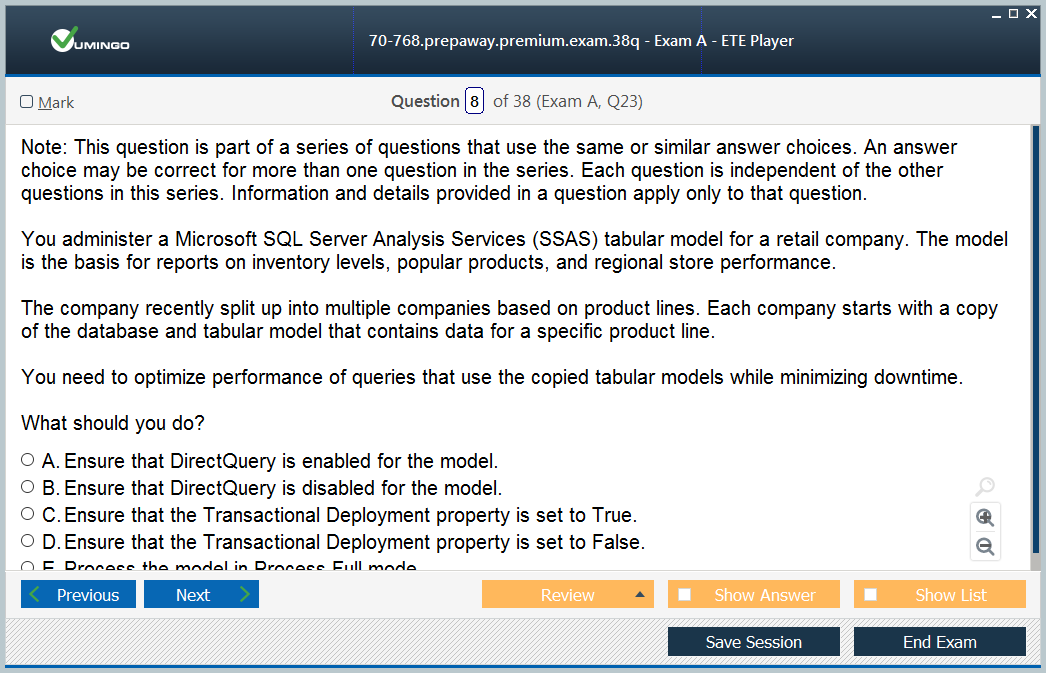 VUMINGO
70-768.prepaway.premium.exam.38q - Exam A - ETE Player
Mark
Question 8 of 38 (Exam A, Q23)
Note: This question is part of a series of questions that use the same or similar answer choices. An answer
choice may be correct for more than one question in the series. Each question is independent of the other
questions in this series. Information and details provided in a question apply only to that question.
You administer a Microsoft SQL Server Analysis Services (SSAS) tabular model for a retail company. The model
is the basis for reports on inventory levels, popular products, and regional store performance.
The company recently split up into multiple companies based on product lines. Each company starts with a copy
of the database and tabular model that contains data for a specific product line.
You need to optimize performance of queries that use the copied tabular models while minimizing downtime.
What should you do?
A. Ensure that DirectQuery is enabled for the model.
B. Ensure that DirectQuery is disabled for the model.
C. Ensure that the Transactional Deployment property is set to True.
D. Ensure that the Transactional Deployment property is set to False.
E. Process the model in Process Full mode.
Previous
Next
Review
Show Answer
Show List
Save Session
End Exam